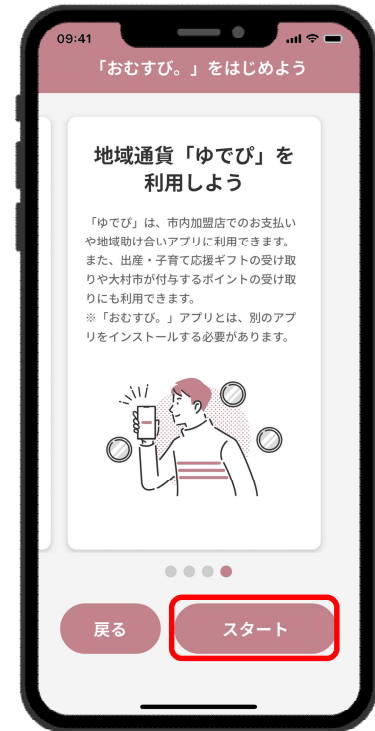 09:41
「おむすび。」をはじめよう
地域通貨「ゆでぴ」を
利用しよう
「ゆでぴ」は、市内加盟店でのお支払い
や地域助け合いアプリに利用できます。
また、出産・子育て応援ギフトの受け取
りや大村市が付与するポイントの受け取
りにも利用できます。
※「おむすび。」アプリとは、別のアプ
リをインストールする必要があります。
戻る
スタート